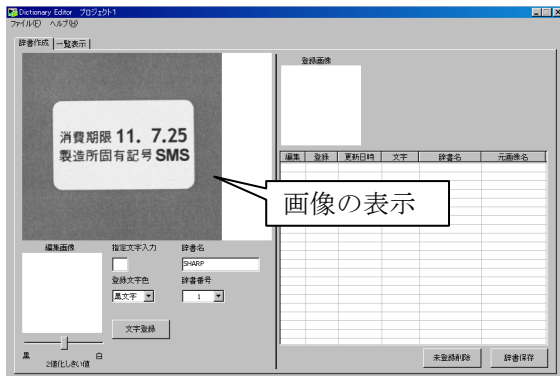 Dictionary Editor プロジェクト1
ファイル(F) ヘルプ(H)
辞書作成 一覧表示
消費期限 11. 7.25
製造所固有記号 SMS
登録画像
編集 登録 更新日時 文字 辞書名 元画像名
画像の表示
編集画像 指定文字入力 辞書名
SHARP
登録文字色 辞書番号
黒文字 1
文字登録
黒 白
2値化しきい値
未登録削除 辞書保存